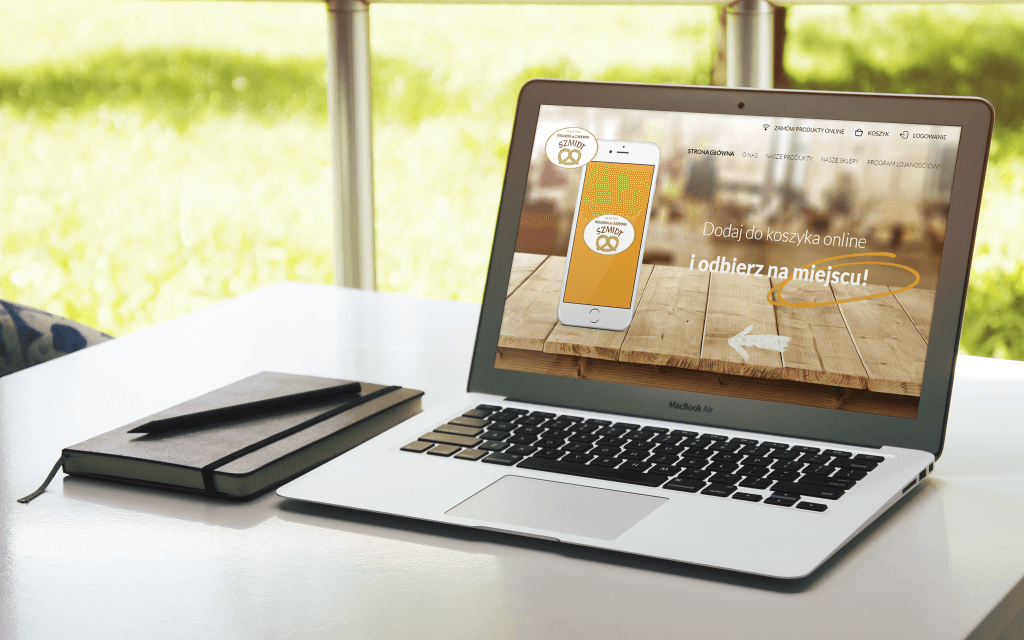 ZAMÓW PRODUKTY ONLINE
KOSZYK
LOGOWANIE
STRONA GŁÓWNA
O NAS
NASZE PRODUKTY
NASZE SKLEPY
PROGRAM LOJALNOŚCIOWY
SZMIDT
SZMIDT
Dodaj do koszyka online
i odbierz na miejscu!
MacBook Air